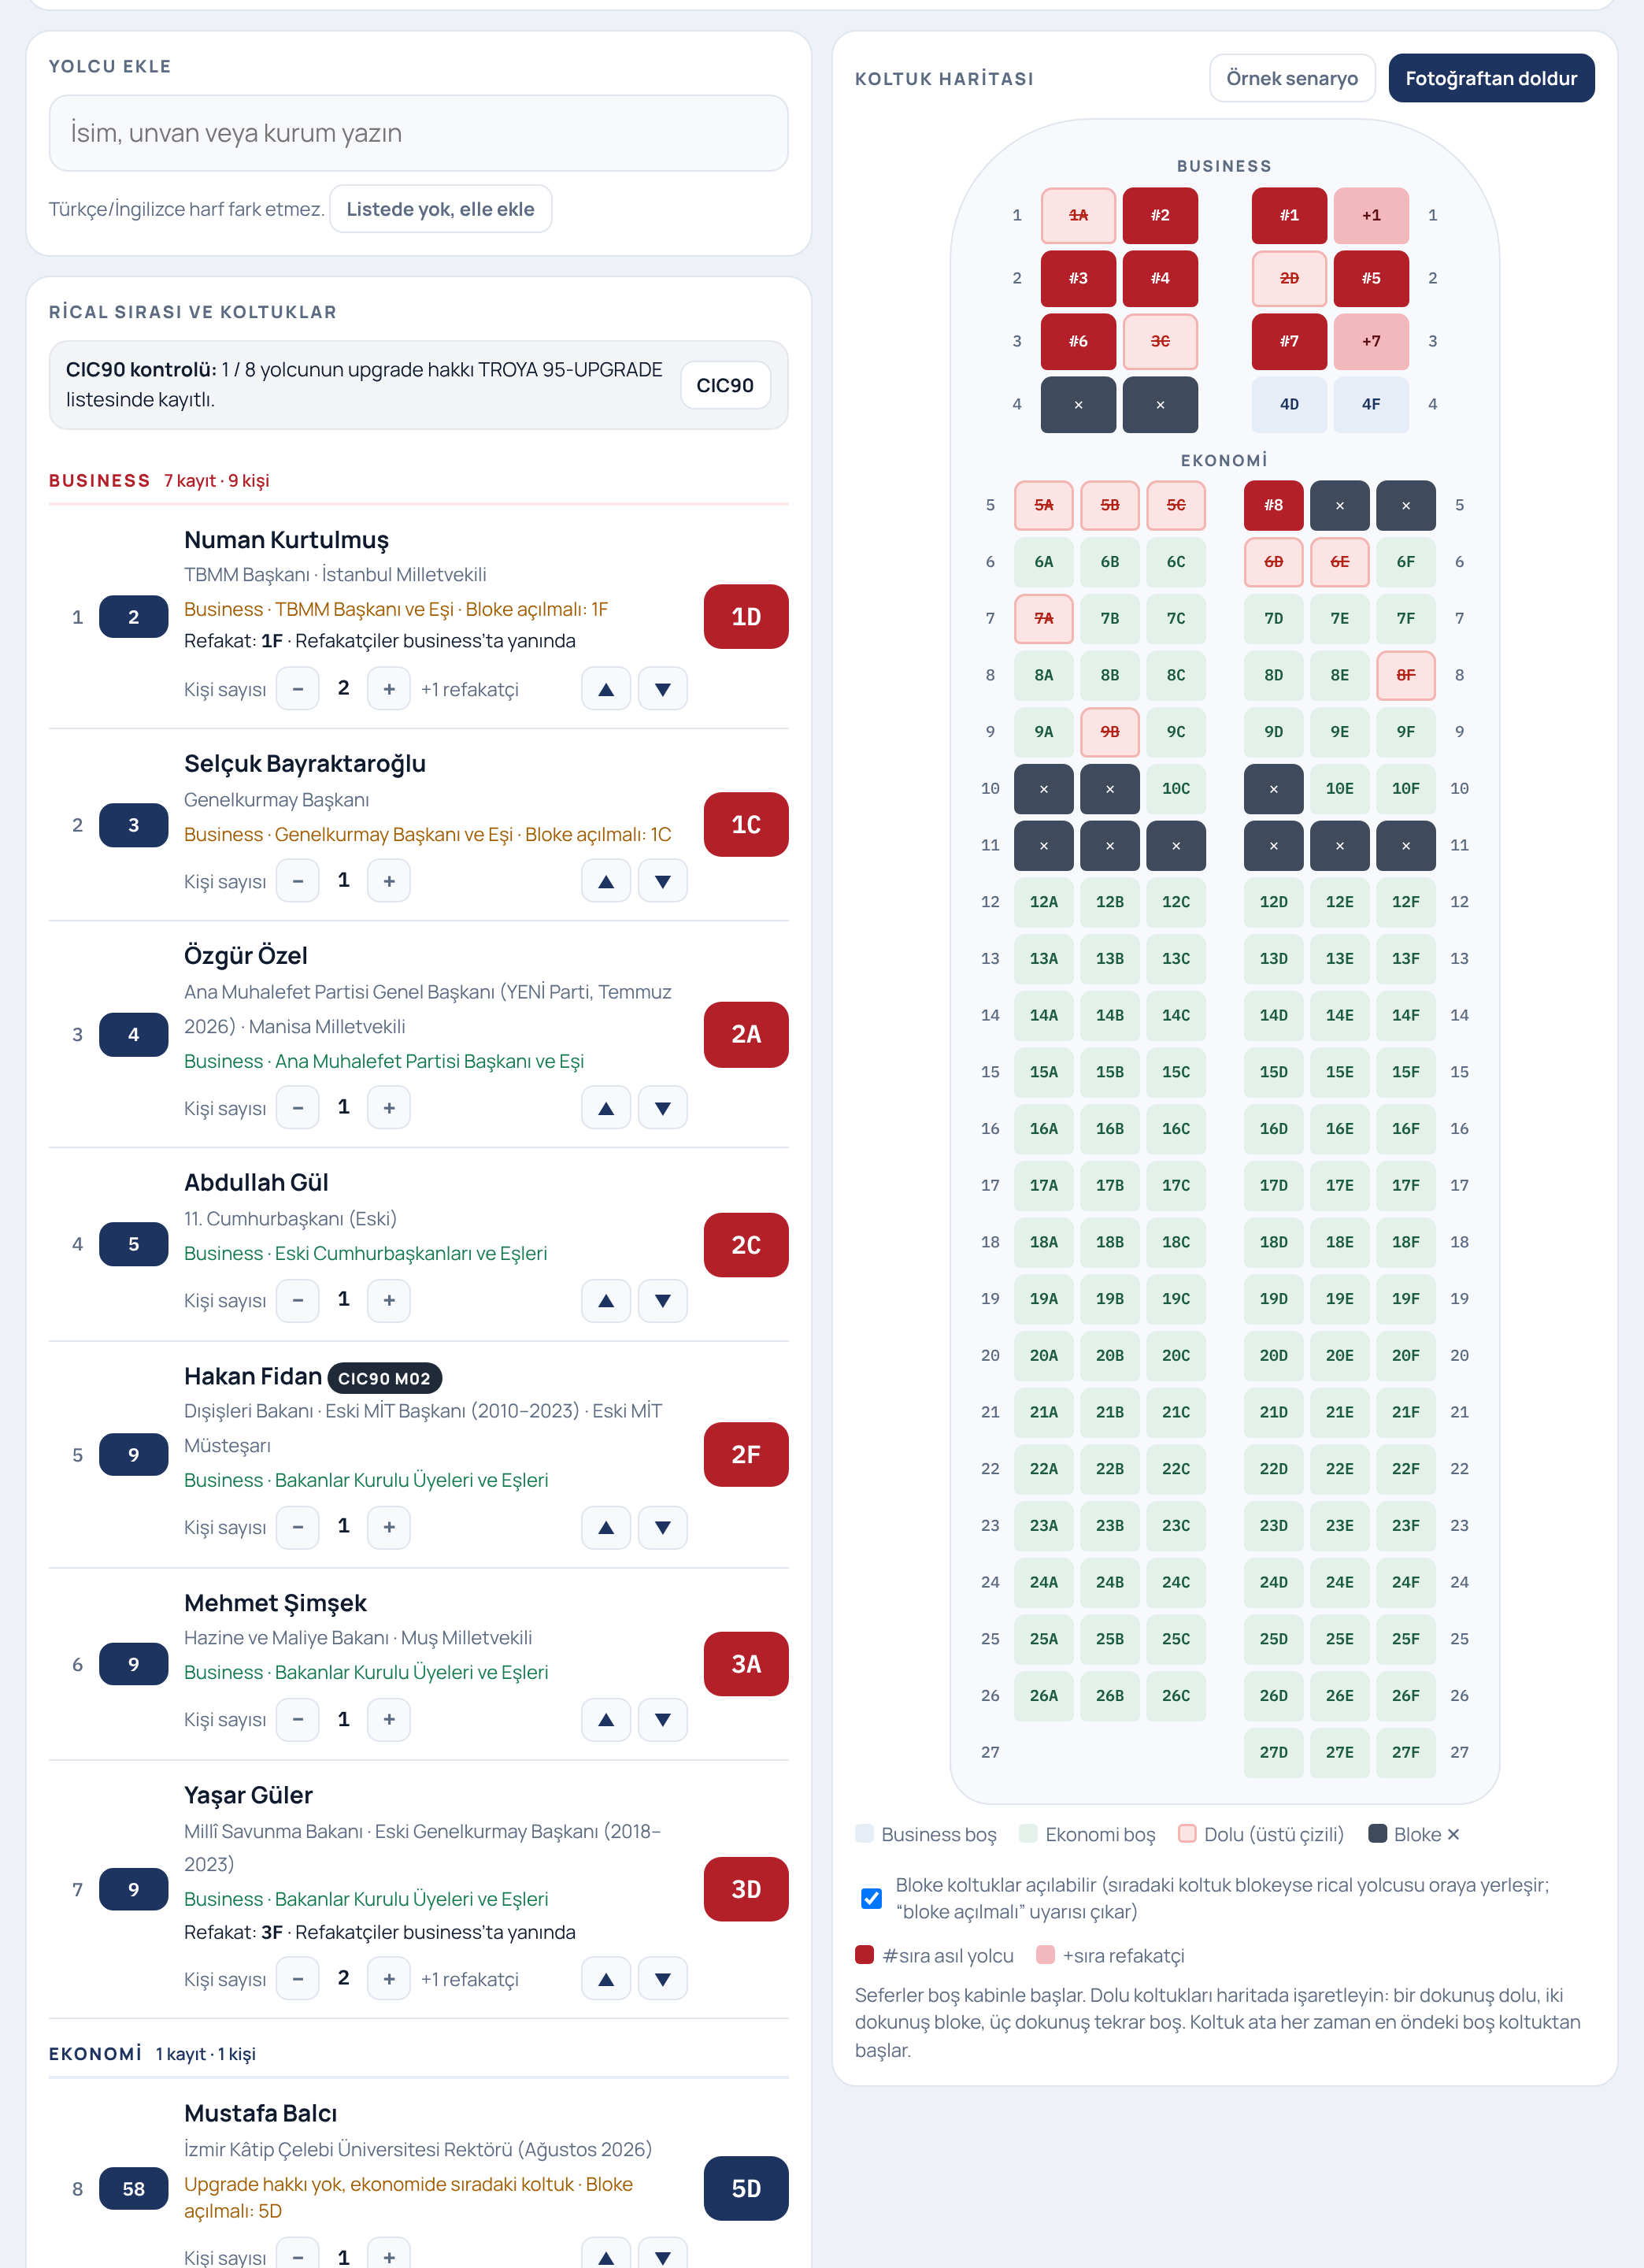 YOLCU EKLE
İsim, unvan veya kurum yazın
Türkçe/İngilizce harf fark etmez. Listede yok, elle ekle
RİCAL SIRASI VE KOLTUKLAR
CIC90 kontrolü: 1 / 8 yolcunun upgrade hakkı TROYA 95-UPGRADE
listesinde kayıtlı.
CIC90
BUSINESS 7 kayıt · 9 kişi
Numan Kurtulmuş
TBMM Başkanı · İstanbul Milletvekili
1 2 Business · TBMM Başkanı ve Eşi · Bloke açılmalı: 1F 1D
Refakat: 1F · Refakatçiler business'ta yanında
Kişi sayısı − 2 + +1 refakatçi ▲ ▼
Selçuk Bayraktaroğlu
Genelkurmay Başkanı
2 3 Business · Genelkurmay Başkanı ve Eşi · Bloke açılmalı: 1C 1C
Kişi sayısı − 1 + ▲ ▼
Özgür Özel
Ana Muhalefet Partisi Genel Başkanı (YENİ Parti, Temmuz
3 4 2026) · Manisa Milletvekili 2A
Business · Ana Muhalefet Partisi Başkanı ve Eşi
Kişi sayısı − 1 + ▲ ▼
Abdullah Gül
11. Cumhurbaşkanı (Eski)
4 5 Business · Eski Cumhurbaşkanları ve Eşleri 2C
Kişi sayısı − 1 + ▲ ▼
Hakan Fidan CIC90 M02
Dışişleri Bakanı · Eski MİT Başkanı (2010–2023) · Eski MİT
5 9 Müsteşarı 2F
Business · Bakanlar Kurulu Üyeleri ve Eşleri
Kişi sayısı − 1 + ▲ ▼
Mehmet Şimşek
Hazine ve Maliye Bakanı · Muş Milletvekili
6 9 Business · Bakanlar Kurulu Üyeleri ve Eşleri 3A
Kişi sayısı − 1 + ▲ ▼
Yaşar Güler
Millî Savunma Bakanı · Eski Genelkurmay Başkanı (2018–
2023)
7 9 Business · Bakanlar Kurulu Üyeleri ve Eşleri 3D
Refakat: 3F · Refakatçiler business'ta yanında
Kişi sayısı − 2 + +1 refakatçi ▲ ▼
EKONOMİ 1 kayıt · 1 kişi
Mustafa Balcı
İzmir Kâtip Çelebi Üniversitesi Rektörü (Ağustos 2026)
8 58 Upgrade hakkı yok, ekonomide sıradaki koltuk · Bloke 5D
açılmalı: 5D
Kişi sayısı − 1 + ▲ ▼
KOLTUK HARİTASI Örnek senaryo Fotoğraftan doldur
BUSINESS
1 1A #2 #1 +1 1
2 #3 #4 2D #5 2
3 #6 3C #7 +7 3
4 × × 4D 4F 4
EKONOMİ
5 5A 5B 5C #8 × × 5
6 6A 6B 6C 6D 6E 6F 6
7 7A 7B 7C 7D 7E 7F 7
8 8A 8B 8C 8D 8E 8F 8
9 9A 9B 9C 9D 9E 9F 9
10 × × 10C × 10E 10F 10
11 × × × × × × 11
12 12A 12B 12C 12D 12E 12F 12
13 13A 13B 13C 13D 13E 13F 13
14 14A 14B 14C 14D 14E 14F 14
15 15A 15B 15C 15D 15E 15F 15
16 16A 16B 16C 16D 16E 16F 16
17 17A 17B 17C 17D 17E 17F 17
18 18A 18B 18C 18D 18E 18F 18
19 19A 19B 19C 19D 19E 19F 19
20 20A 20B 20C 20D 20E 20F 20
21 21A 21B 21C 21D 21E 21F 21
22 22A 22B 22C 22D 22E 22F 22
23 23A 23B 23C 23D 23E 23F 23
24 24A 24B 24C 24D 24E 24F 24
25 25A 25B 25C 25D 25E 25F 25
26 26A 26B 26C 26D 26E 26F 26
27 27D 27E 27F 27
Business boş Ekonomi boş Dolu (üstü çizili) Bloke ✕
Bloke koltuklar açılabilir (sıradaki koltuk blokeyse rical yolcusu oraya yerleşir;
“bloke açılmalı” uyarısı çıkar)
#sıra asıl yolcu +sıra refakatçi
Seferler boş kabinle başlar. Dolu koltukları haritada işaretleyin: bir dokunuş dolu, iki
dokunuş bloke, üç dokunuş tekrar boş. Koltuk ata her zaman en öndeki boş koltuktan
başlar.